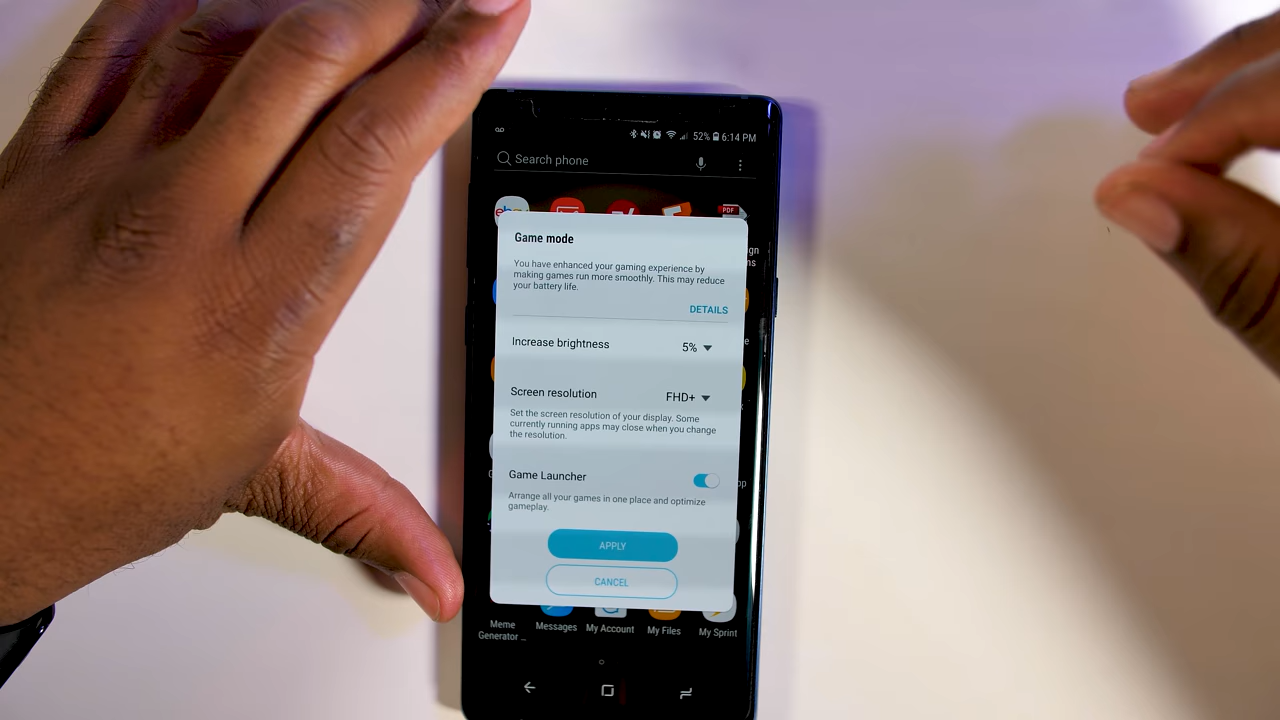 52% 6:14 PM
Search phone
ebay
PDF
Game mode
You have enhanced your gaming experience by
making games run more smoothly. This may reduce
your battery life.
DETAILS
Increase brightness
5%
Screen resolution
FHD+
Set the screen resolution of your display. Some
currently running apps may close when you change
the resolution.
Game Launcher
Arrange all your games in one place and optimize
gameplay.
APPLY
CANCEL
Meme Messages My Account My Files My Sprint
Generator ...